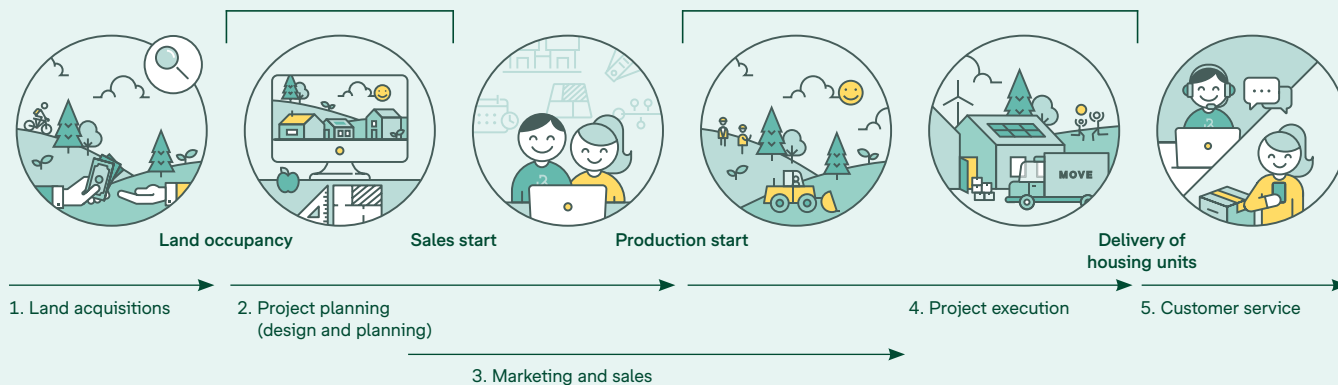 MOVE
Land occupancy
Sales start
Production start
Delivery of
housing units
1. Land acquisitions
2. Project planning
(design and planning)
4. Project execution
5. Customer service
3. Marketing and sales